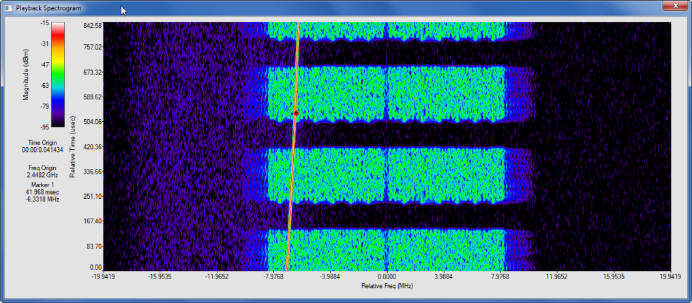 Playback Spectrogram
-15
-31
-47
-63
-79
-95
Magnitude (dBm)
Time Origin
00:00:0.041434
Freq Origin
2.4482 GHz
Marker 1
41.968 msec
-6.3318 MHz
Relative Time (usec)
842.58
757.02
673.32
589.62
504.06
420.36
336.66
251.10
167.40
83.70
0.00
-19.9419 -15.9535 -11.9652 -7.9768 -3.9884 0.0000 3.9884 7.9768 11.9652 15.9535 19.9419
Relative Freq (MHz)